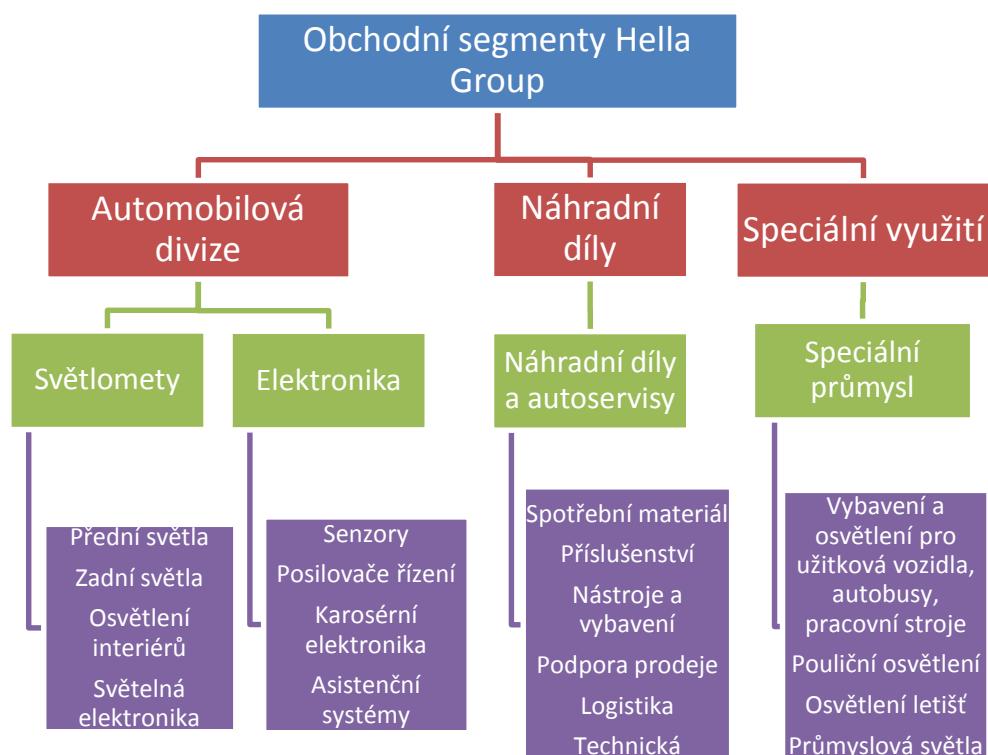 Obchodní segmenty Hella
Group
Automobilová
divize
Náhradní
díly
Speciální využití
Světlomety
Elektronika
Náhradní díly
a autoservisy
Speciální
průmysl
Přední světla
Zadní světla
Osvětlení
interiérů
Světelná
elektronika
Senzory
Posilovače řízení
Karosérní
elektronika
Asistenční
systémy
Spotřební materiál
Příslušenství
Nástroje a
vybavení
Podpora prodeje
Logistika
Technická
Vybavení a
osvětlení pro
užitková vozidla,
autobusy,
pracovní stroje
Pouliční osvětlení
Osvětlení letišť
Průmyslová světla